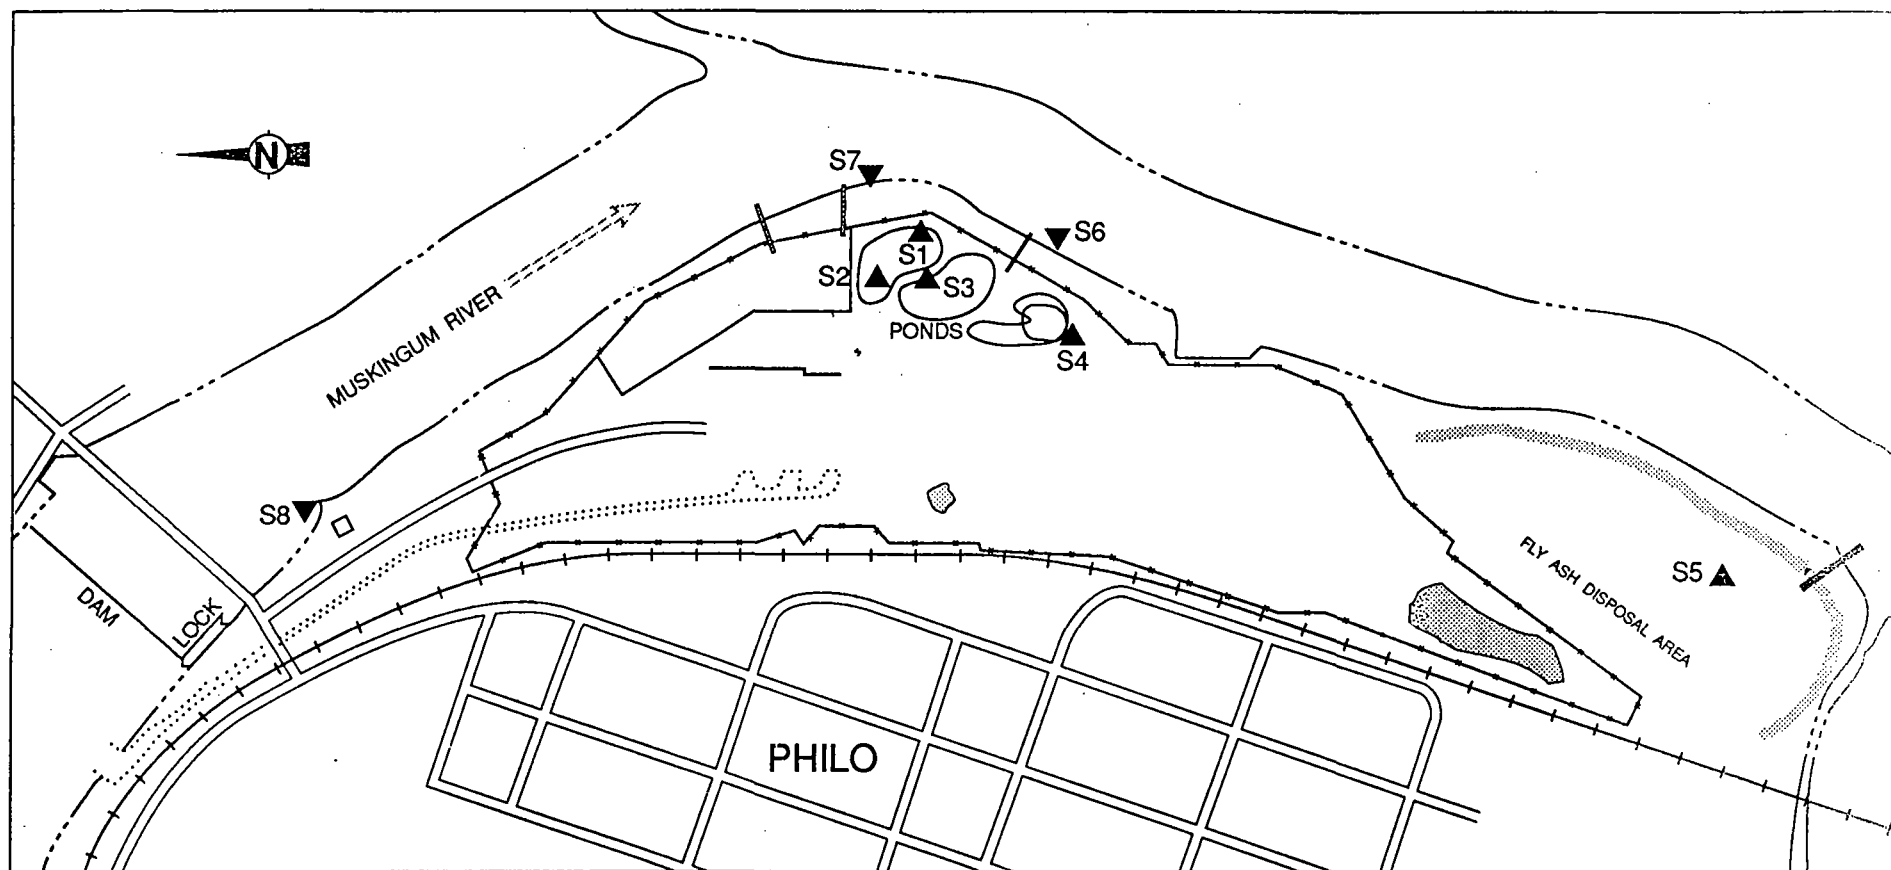 N
S7
S6
S1
S2
S3
PONDS
S4
MUSKINGUM RIVER
S8
DAM
LOCK
FLY ASH DISPOSAL AREA
S5
PHILO